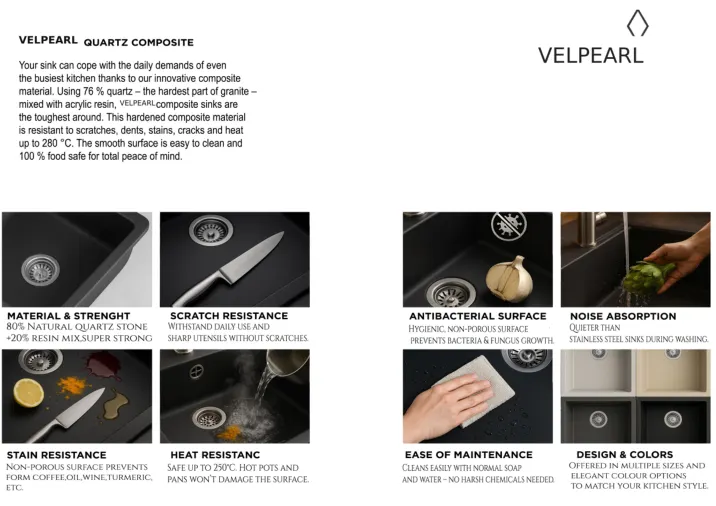 VELPEARL QUARTZ COMPOSITE
VELPEARL
Your sink can cope with the daily demands of even
the busiest kitchen thanks to our innovative composite
material. Using 76 % quartz – the hardest part of granite –
mixed with acrylic resin, VELPEARL composite sinks are
the toughest around. This hardened composite material
is resistant to scratches, dents, stains, cracks and heat
up to 280 °C. The smooth surface is easy to clean and
100 % food safe for total peace of mind.
MATERIAL & STRENGHT
80% Natural quartz stone
+20% resin mix,super strong
SCRATCH RESISTANCE
Withstand daily use and
sharp utensils without scratches.
ANTIBACTERIAL SURFACE
Hygienic, non-porous surface
prevents bacteria & fungus growth.
NOISE ABSORPTION
Quieter than
stainless steel sinks during washing.
STAIN RESISTANCE
Non-porous surface prevents
form coffee,oil,wine,turmeric,
etc.
HEAT RESISTANC
Safe up to 250°C. Hot pots and
pans won't damage the surface.
EASE OF MAINTENANCE
Cleans easily with normal soap
and water – no harsh chemicals needed.
DESIGN & COLORS
Offered in multiple sizes and
elegant colour options
to match your kitchen style.